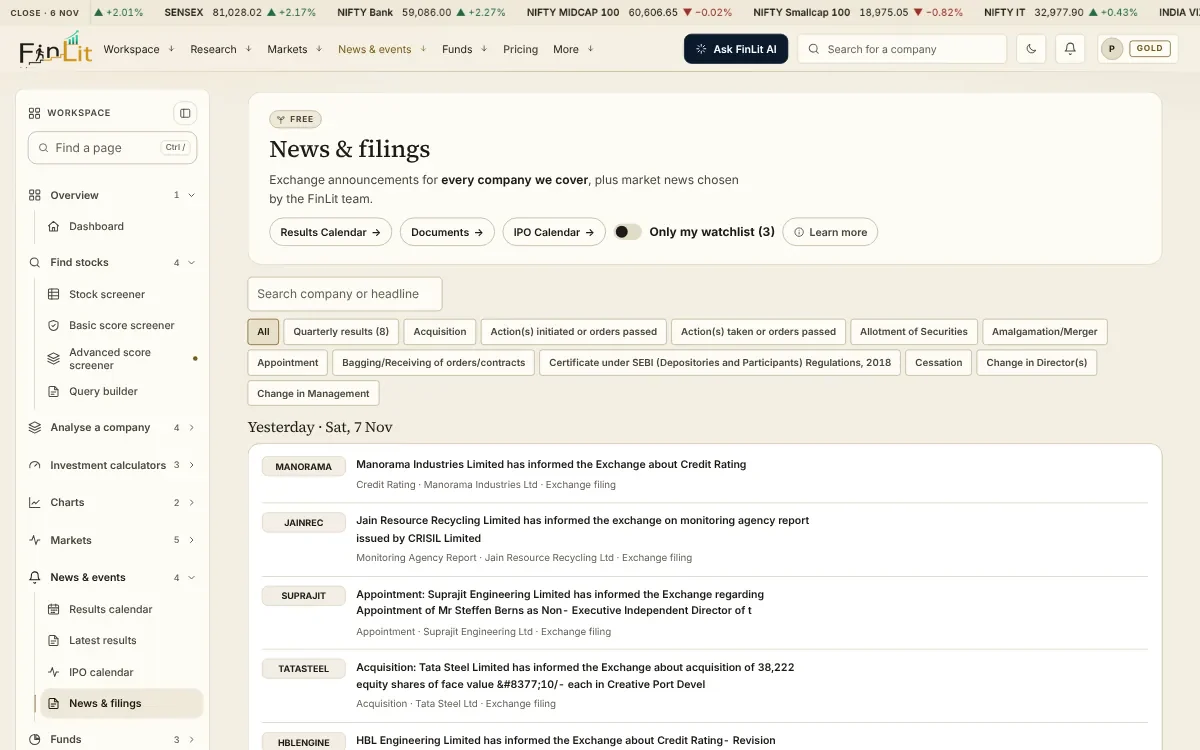 CLOSE · 6 NOV ▲ +2.01% SENSEX 81,028.02 ▲ +2.17% NIFTY Bank 59,086.00 ▲ +2.27% NIFTY MIDCAP 100 60,606.65 ▼ −0.02% NIFTY Smallcap 100 18,975.05 ▼ −0.82% NIFTY IT 32,977.90 ▲ +0.43% INDIA
FinLit Workspace Research Markets News & events Funds Pricing More Ask FinLit AI Search for a company P GOLD
WORKSPACE
Find a page Ctrl /
Overview 1
Dashboard
Find stocks 4
Stock screener
Basic score screener
Advanced score
screener
Query builder
Analyse a company 4
Investment calculators 3
Charts 2
Markets 5
News & events 4
Results calendar
Latest results
IPO calendar
News & filings
Funds 3
FREE
News & filings
Exchange announcements for every company we cover, plus market news chosen
by the FinLit team.
Results Calendar → Documents → IPO Calendar → Only my watchlist (3) Learn more
Search company or headline
All Quarterly results (8) Acquisition Action(s) initiated or orders passed Action(s) taken or orders passed Allotment of Securities Amalgamation/Merger
Appointment Bagging/Receiving of orders/contracts Certificate under SEBI (Depositories and Participants) Regulations, 2018 Cessation Change in Director(s)
Change in Management
Yesterday · Sat, 7 Nov
MANORAMA Manorama Industries Limited has informed the Exchange about Credit Rating
Credit Rating · Manorama Industries Ltd · Exchange filing
JAINREC Jain Resource Recycling Limited has informed the exchange on monitoring agency report
issued by CRISIL Limited
Monitoring Agency Report · Jain Resource Recycling Ltd · Exchange filing
SUPRAJIT Appointment: Suprajit Engineering Limited has informed the Exchange regarding
Appointment of Mr Steffen Berns as Non- Executive Independent Director of t
Appointment · Suprajit Engineering Ltd · Exchange filing
TATASTEEL Acquisition: Tata Steel Limited has informed the Exchange about acquisition of 38,222
equity shares of face value &#8377;10/- each in Creative Port Devel
Acquisition · Tata Steel Ltd · Exchange filing
HBLENGINE HBL Engineering Limited has informed the Exchange about Credit Rating- Revision